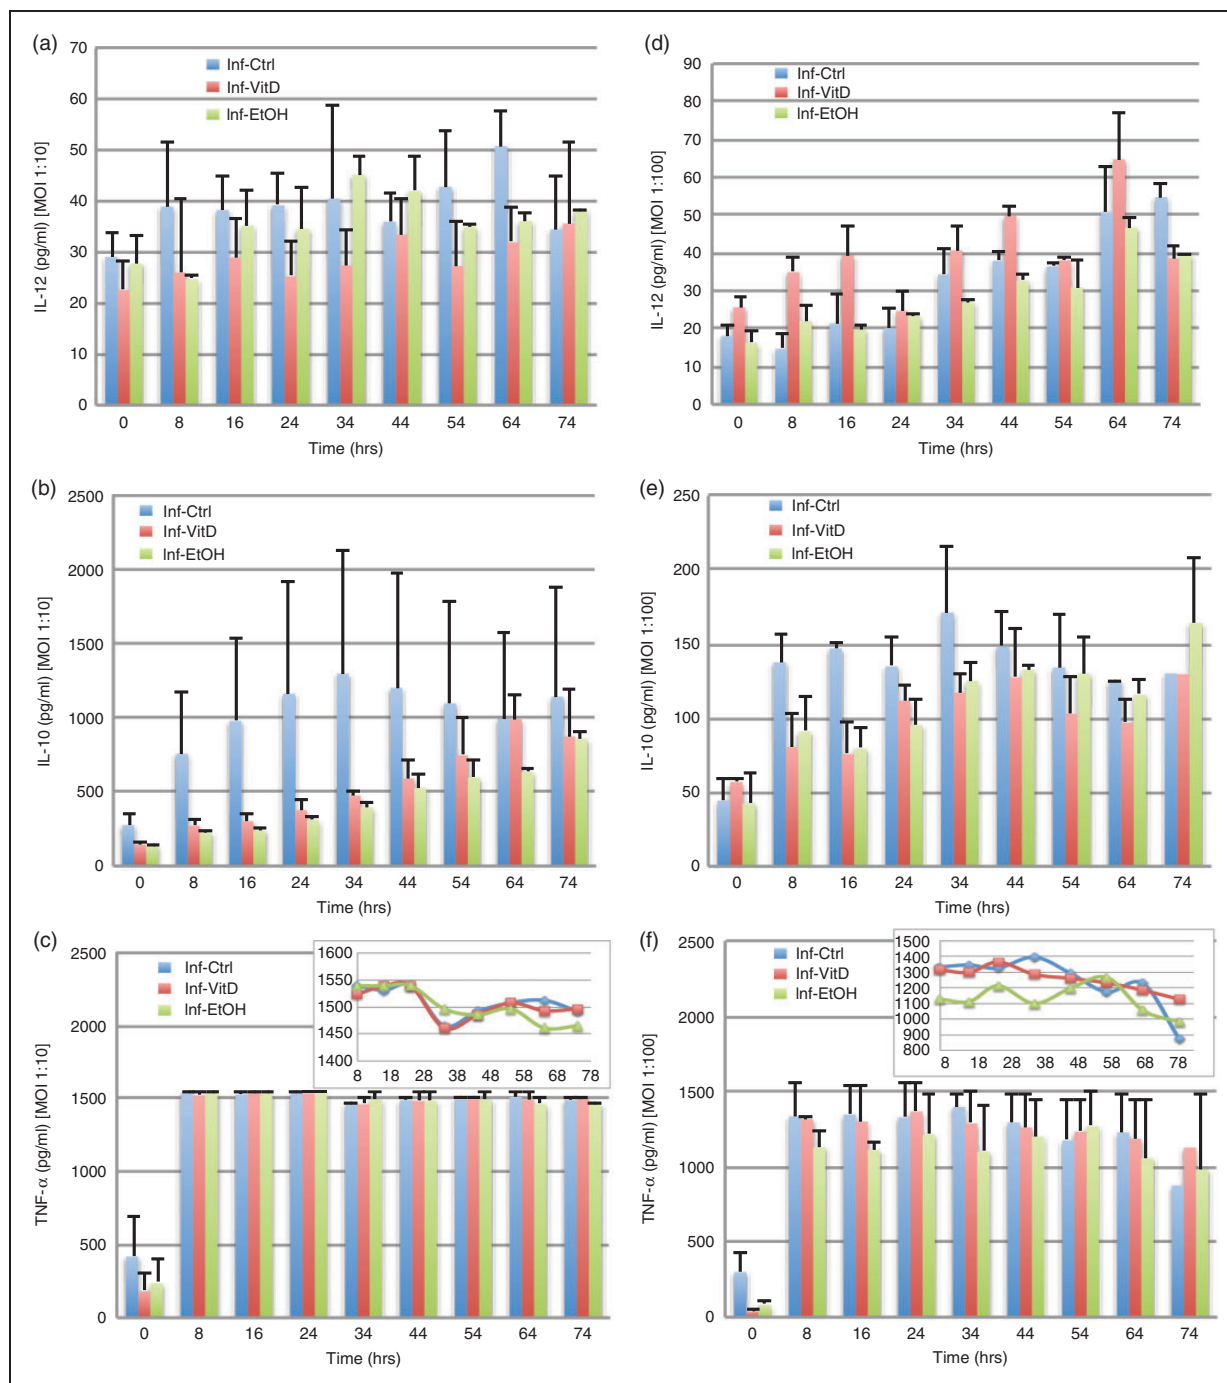 (a)
70
60
50
40
30
20
10
0
IL-12 (pg/ml) [MOI 1:10]
Inf-Ctrl
Inf-VitD
Inf-EtOH
0 8 16 24 34 44 54 64 74
Time (hrs)
(d)
90
80
70
60
50
40
30
20
10
0
IL-12 (pg/ml) [MOI 1:100]
Inf-Ctrl
Inf-VitD
Inf-EtOH
0 8 16 24 34 44 54 64 74
Time (hrs)
(b)
2500
2000
1500
1000
500
0
IL-10 (pg/ml) [MOI 1:10]
Inf-Ctrl
Inf-VitD
Inf-EtOH
0 8 16 24 34 44 54 64 74
Time (hrs)
(e)
250
200
150
100
50
0
IL-10 (pg/ml) [MOI 1:100]
Inf-Ctrl
Inf-VitD
Inf-EtOH
0 8 16 24 34 44 54 64 74
Time (hrs)
(c)
2500
2000
1500
1000
500
0
TNF-α (pg/ml) [MOI 1:10]
Inf-Ctrl
Inf-VitD
Inf-EtOH
1600
1550
1500
1450
1400
8 18 28 38 48 58 68 78
0 8 16 24 34 44 54 64 74
Time (hrs)
(f)
2500
2000
1500
1000
500
0
TNF-α (pg/ml) [MOI 1:100]
Inf-Ctrl
Inf-VitD
Inf-EtOH
1500
1400
1300
1200
1100
1000
900
800
8 18 28 38 48 58 68 78
0 8 16 24 34 44 54 64 74
Time (hrs)